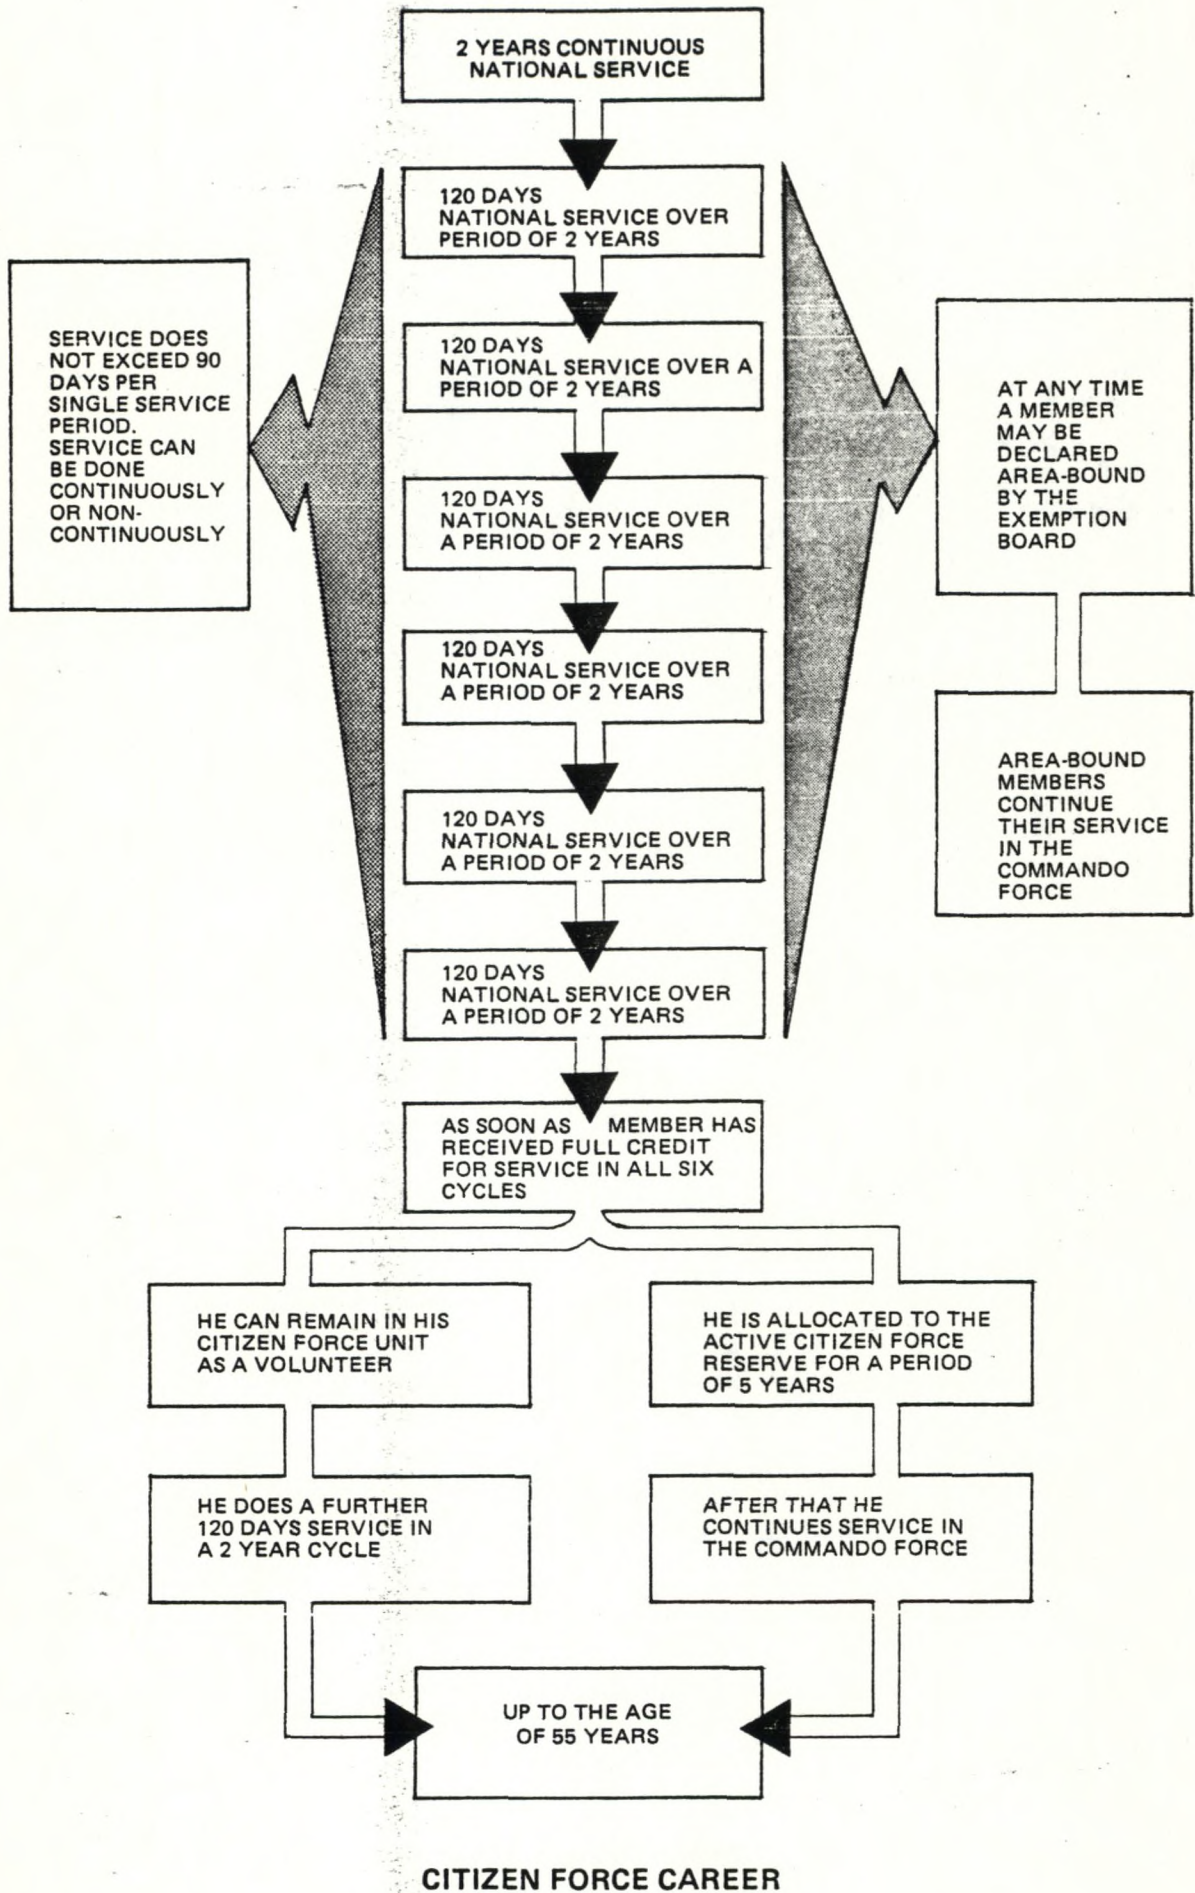 2 YEARS CONTINUOUS
NATIONAL SERVICE
120 DAYS
NATIONAL SERVICE OVER
PERIOD OF 2 YEARS
120 DAYS
NATIONAL SERVICE OVER A
PERIOD OF 2 YEARS
120 DAYS
NATIONAL SERVICE OVER
A PERIOD OF 2 YEARS
120 DAYS
NATIONAL SERVICE OVER
A PERIOD OF 2 YEARS
120 DAYS
NATIONAL SERVICE OVER
A PERIOD OF 2 YEARS
120 DAYS
NATIONAL SERVICE OVER
A PERIOD OF 2 YEARS
SERVICE DOES
NOT EXCEED 90
DAYS PER
SINGLE SERVICE
PERIOD.
SERVICE CAN
BE DONE
CONTINUOUSLY
OR NON-
CONTINUOUSLY
AT ANY TIME
A MEMBER
MAY BE
DECLARED
AREA-BOUND
BY THE
EXEMPTION
BOARD
AREA-BOUND
MEMBERS
CONTINUE
THEIR SERVICE
IN THE
COMMANDO
FORCE
AS SOON AS MEMBER HAS
RECEIVED FULL CREDIT
FOR SERVICE IN ALL SIX
CYCLES
HE CAN REMAIN IN HIS
CITIZEN FORCE UNIT
AS A VOLUNTEER
HE DOES A FURTHER
120 DAYS SERVICE IN
A 2 YEAR CYCLE
HE IS ALLOCATED TO THE
ACTIVE CITIZEN FORCE
RESERVE FOR A PERIOD
OF 5 YEARS
AFTER THAT HE
CONTINUES SERVICE IN
THE COMMANDO FORCE
UP TO THE AGE
OF 55 YEARS
CITIZEN FORCE CAREER